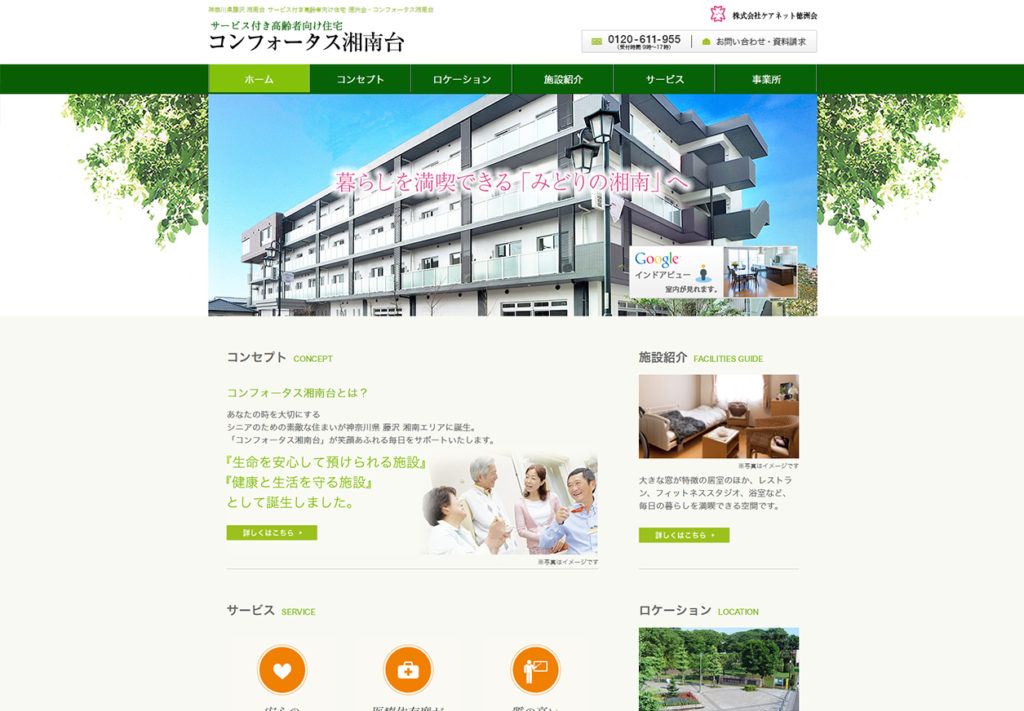 神奈川県藤沢 湘南台 サービス付き高齢者向け住宅 徳洲会・コンフォータス湘南台
サービス付き高齢者向け住宅
コンフォータス湘南台
株式会社ケアネット徳洲会
0120-611-955
(受付時間 9時〜17時)
お問い合わせ・資料請求
ホーム
コンセプト
ロケーション
施設紹介
サービス
事業所
暮らしを満喫できる「みどりの湘南」へ
Google
インドアビュー
室内が見れます。
コンセプト CONCEPT
コンフォータス湘南台とは？
あなたの時を大切にする
シニアのための素敵な住まいが神奈川県 藤沢 湘南エリアに誕生。
「コンフォータス湘南台」が笑顔あふれる毎日をサポートいたします。
『生命を安心して預けられる施設』
『健康と生活を守る施設』
として誕生しました。
詳しくはこちら
※写真はイメージです
施設紹介 FACILITIES GUIDE
※写真はイメージです
大きな窓が特徴の居室のほか、レストラ
ン、フィットネススタジオ、浴室など、
毎日の暮らしを満喫できる空間です。
詳しくはこちら
サービス SERVICE
ロケーション LOCATION